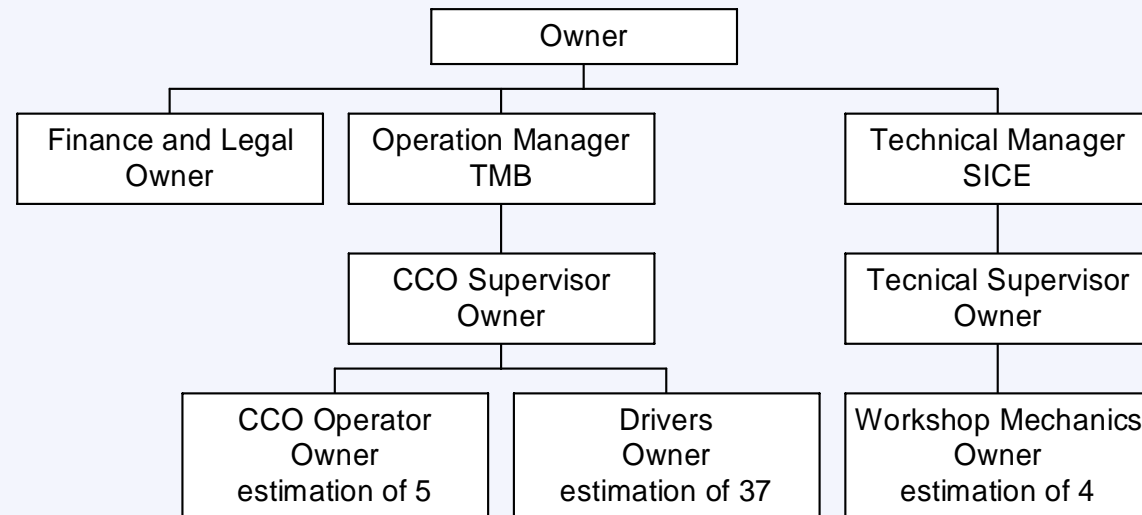 Owner
Finance and Legal
Owner
Operation Manager
TMB
Technical Manager
SICE
CCO Supervisor
Owner
Tecnical Supervisor
Owner
CCO Operator
Owner
estimation of 5
Drivers
Owner
estimation of 37
Workshop Mechanics
Owner
estimation of 4